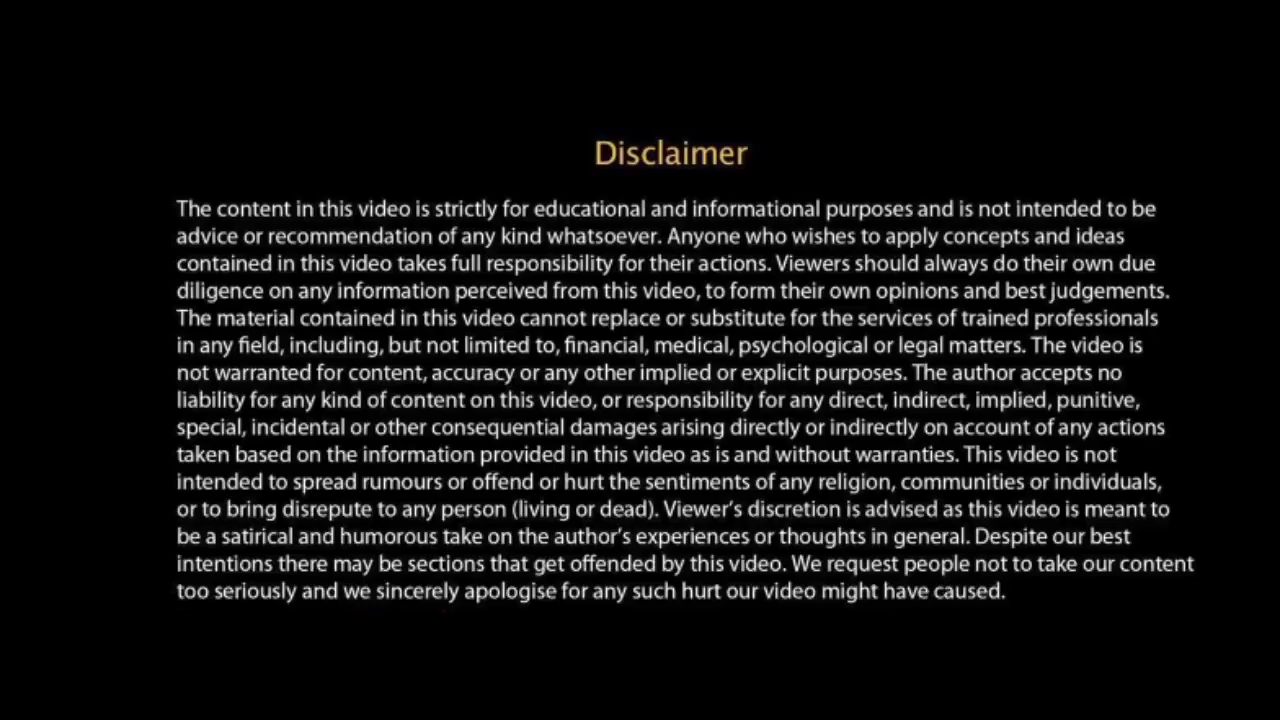 Disclaimer
The content in this video is strictly for educational and informational purposes and is not intended to be
advice or recommendation of any kind whatsoever. Anyone who wishes to apply concepts and ideas
contained in this video takes full responsibility for their actions. Viewers should always do their own due
diligence on any information perceived from this video, to form their own opinions and best judgements.
The material contained in this video cannot replace or substitute for the services of trained professionals
in any field, including, but not limited to, financial, medical, psychological or legal matters. The video is
not warranted for content, accuracy or any other implied or explicit purposes. The author accepts no
liability for any kind of content on this video, or responsibility for any direct, indirect, implied, punitive,
special, incidental or other consequential damages arising directly or indirectly on account of any actions
taken based on the information provided in this video as is and without warranties. This video is not
intended to spread rumours or offend or hurt the sentiments of any religion, communities or individuals,
or to bring disrepute to any person (living or dead). Viewer's discretion is advised as this video is meant to
be a satirical and humorous take on the author's experiences or thoughts in general. Despite our best
intentions there may be sections that get offended by this video. We request people not to take our content
too seriously and we sincerely apologise for any such hurt our video might have caused.